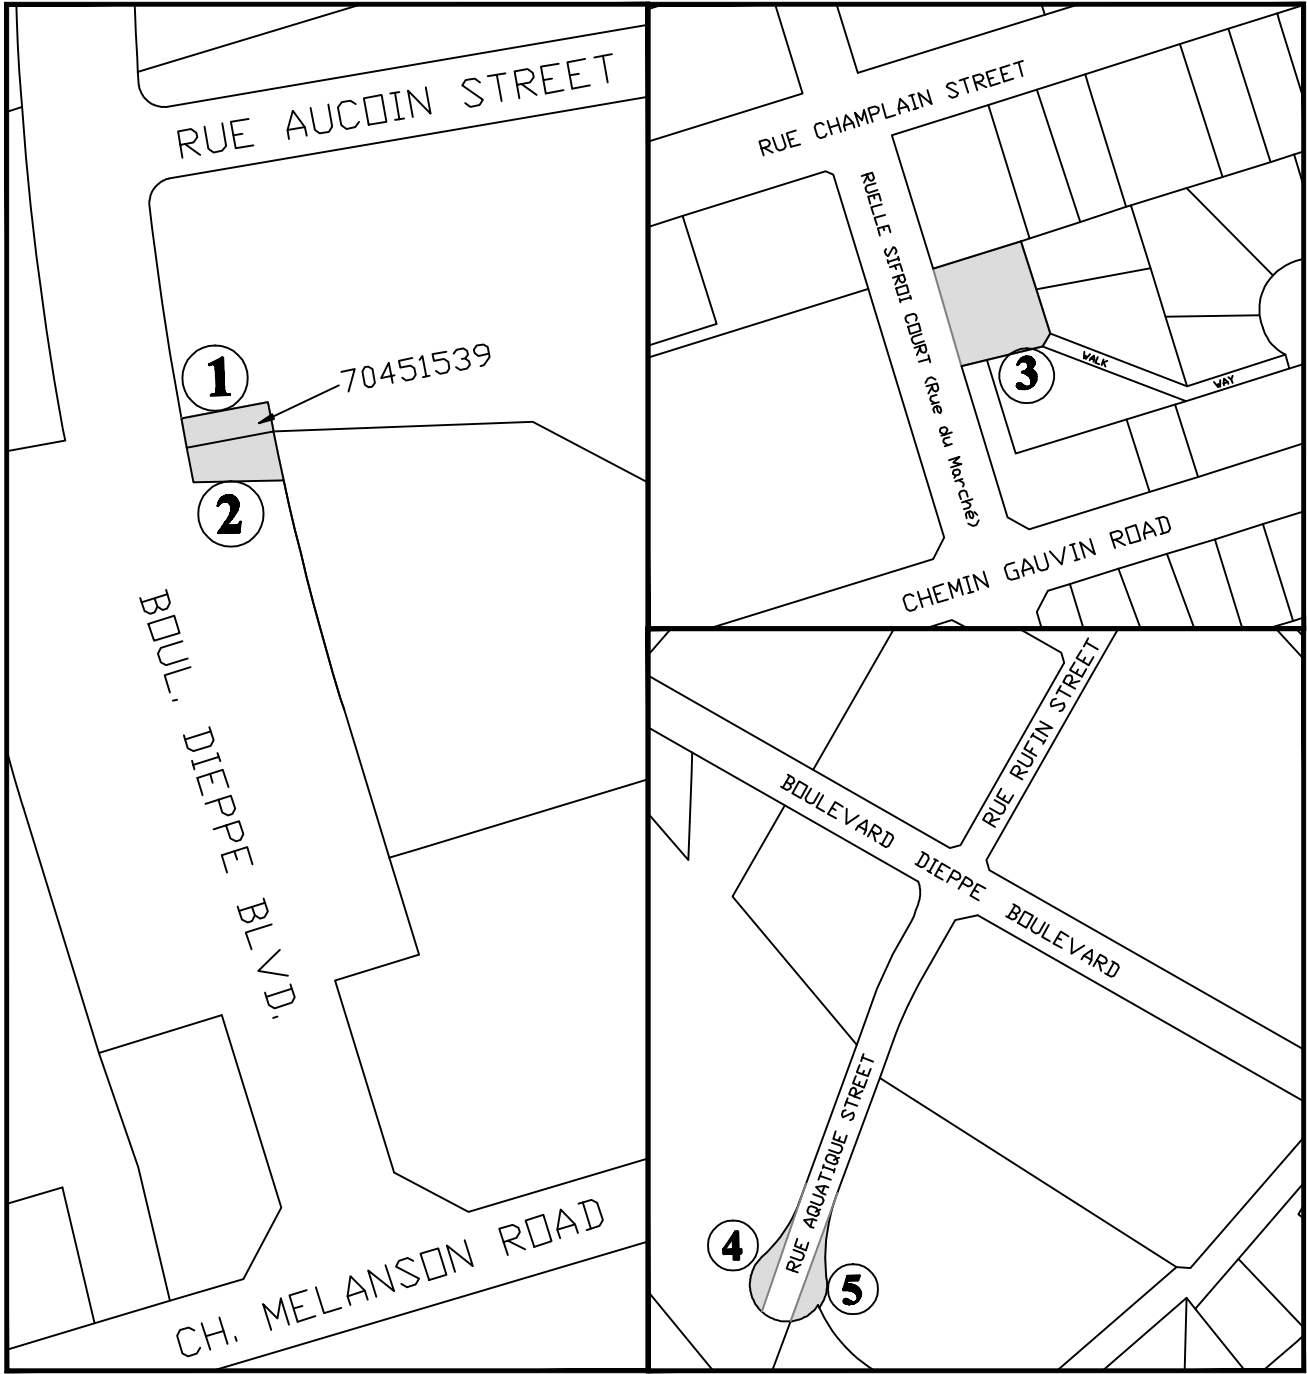 RUE AUCOIN STREET
1
70451539
2
BOUL. DIEPPE BLVD.
CH. MELANSON ROAD
RUE CHAMPLAIN STREET
RUELLE SIFROI COURT (Rue du Marché)
WALK WAY
3
CHEMIN GAUVIN ROAD
RUE RUFIN STREET
BOULEVARD DIEPPE BOULEVARD
RUE AQUATIQUE STREET
4
5